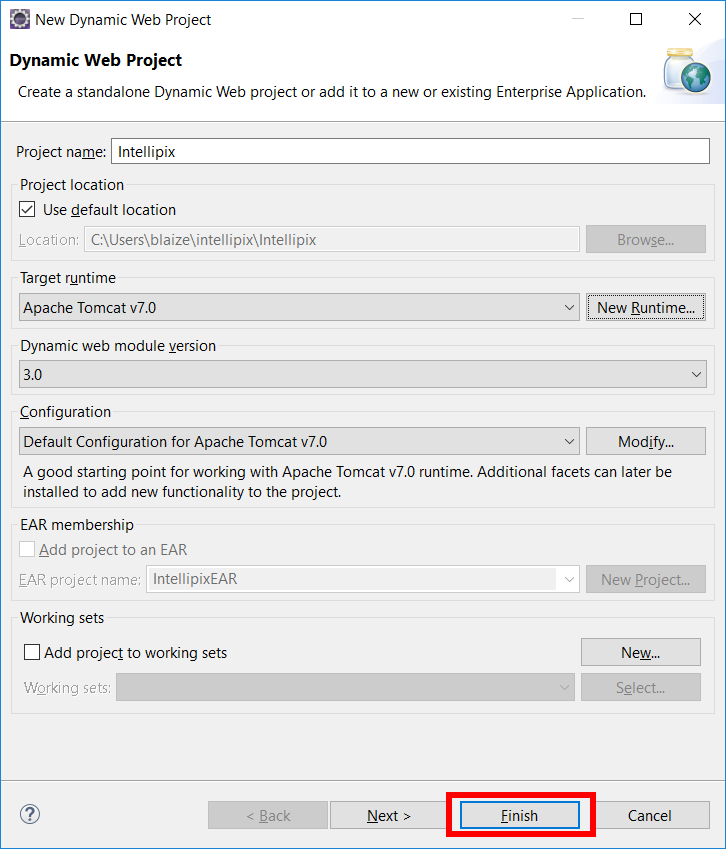 New Dynamic Web Project
Dynamic Web Project
Create a standalone Dynamic Web project or add it to a new or existing Enterprise Application.
Project name: Intellipix
Project location
Use default location
Location: C:\Users\blaize\intellipix\Intellipix Browse...
Target runtime
Apache Tomcat v7.0 New Runtime...
Dynamic web module version
3.0
Configuration
Default Configuration for Apache Tomcat v7.0 Modify...
A good starting point for working with Apache Tomcat v7.0 runtime. Additional facets can later be
installed to add new functionality to the project.
EAR membership
Add project to an EAR
EAR project name: IntellipixEAR New Project...
Working sets
Add project to working sets New...
Working sets: Select...
? < Back Next > Finish Cancel